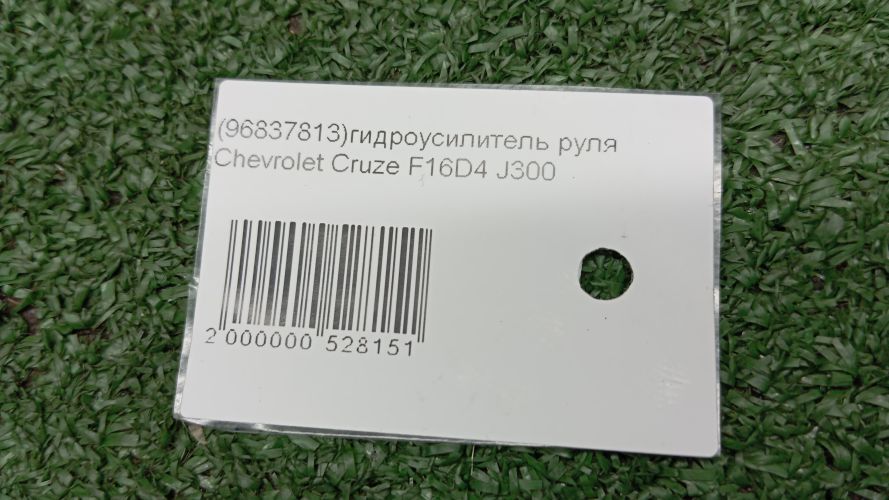 (96837813)гидроусилитель руля
Chevrolet Cruze F16D4 J300
2 000000 528151